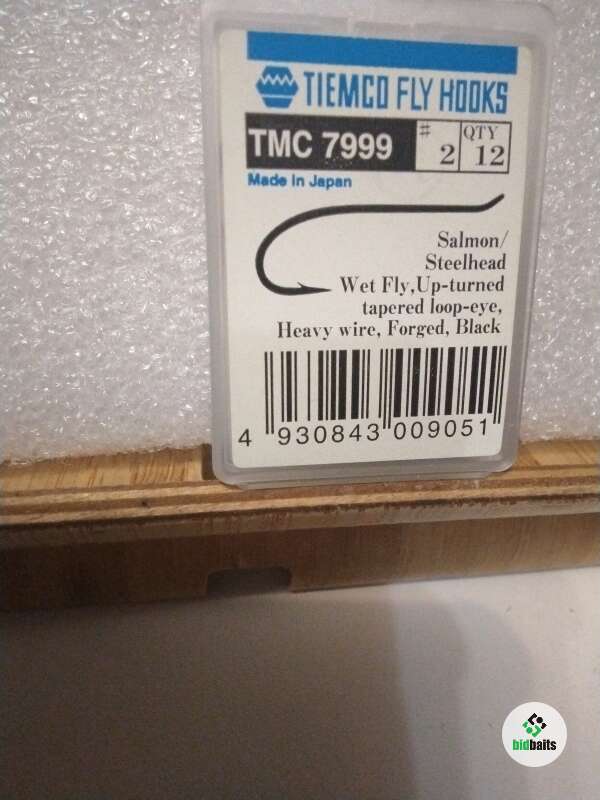 TIEMCO FLY HOOKS
TMC 7999 # 2 QTY 12
Made In Japan
Salmon/
Steelhead
Wet Fly,Up-turned
tapered loop-eye,
Heavy wire, Forged, Black
4 930843 009051
bidbaits